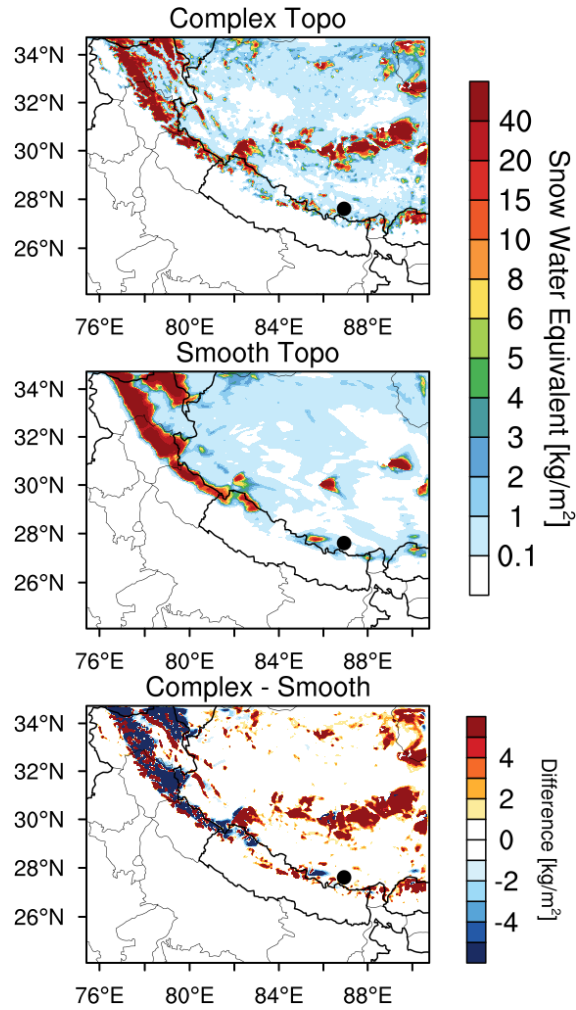 Complex Topo
34°N
32°N
30°N
28°N
26°N
76°E 80°E 84°E 88°E
Smooth Topo
34°N
32°N
30°N
28°N
26°N
76°E 80°E 84°E 88°E
Complex - Smooth
34°N
32°N
30°N
28°N
26°N
76°E 80°E 84°E 88°E
40
20
15
10
8
6
5
4
3
2
1
0.1
Snow Water Equivalent [kg/m²]
4
2
0
-2
-4
Difference [kg/m²]